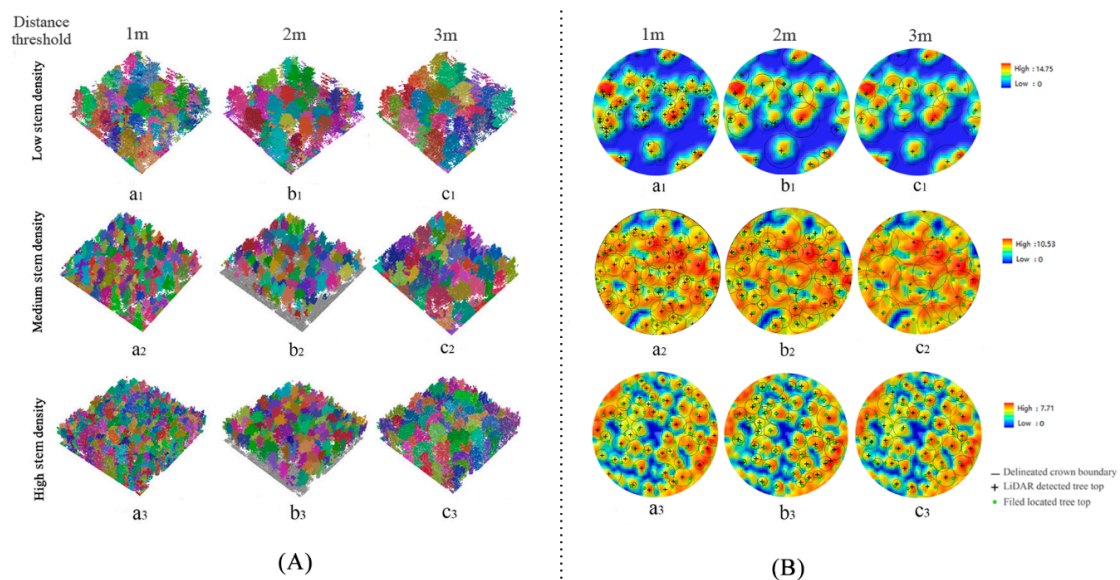 Distance
threshold
1m
2m
3m
1m
2m
3m
Low stem density
High : 14.75
Low : 0
a1
b1
c1
a1
b1
c1
Medium stem density
High :10.53
Low : 0
a2
b2
c2
a2
b2
c2
High stem density
High : 7.71
Low : 0
a3
b3
c3
a3
b3
c3
Delineated crown boundary
LiDAR detected tree top
Filed located tree top
(A)
(B)